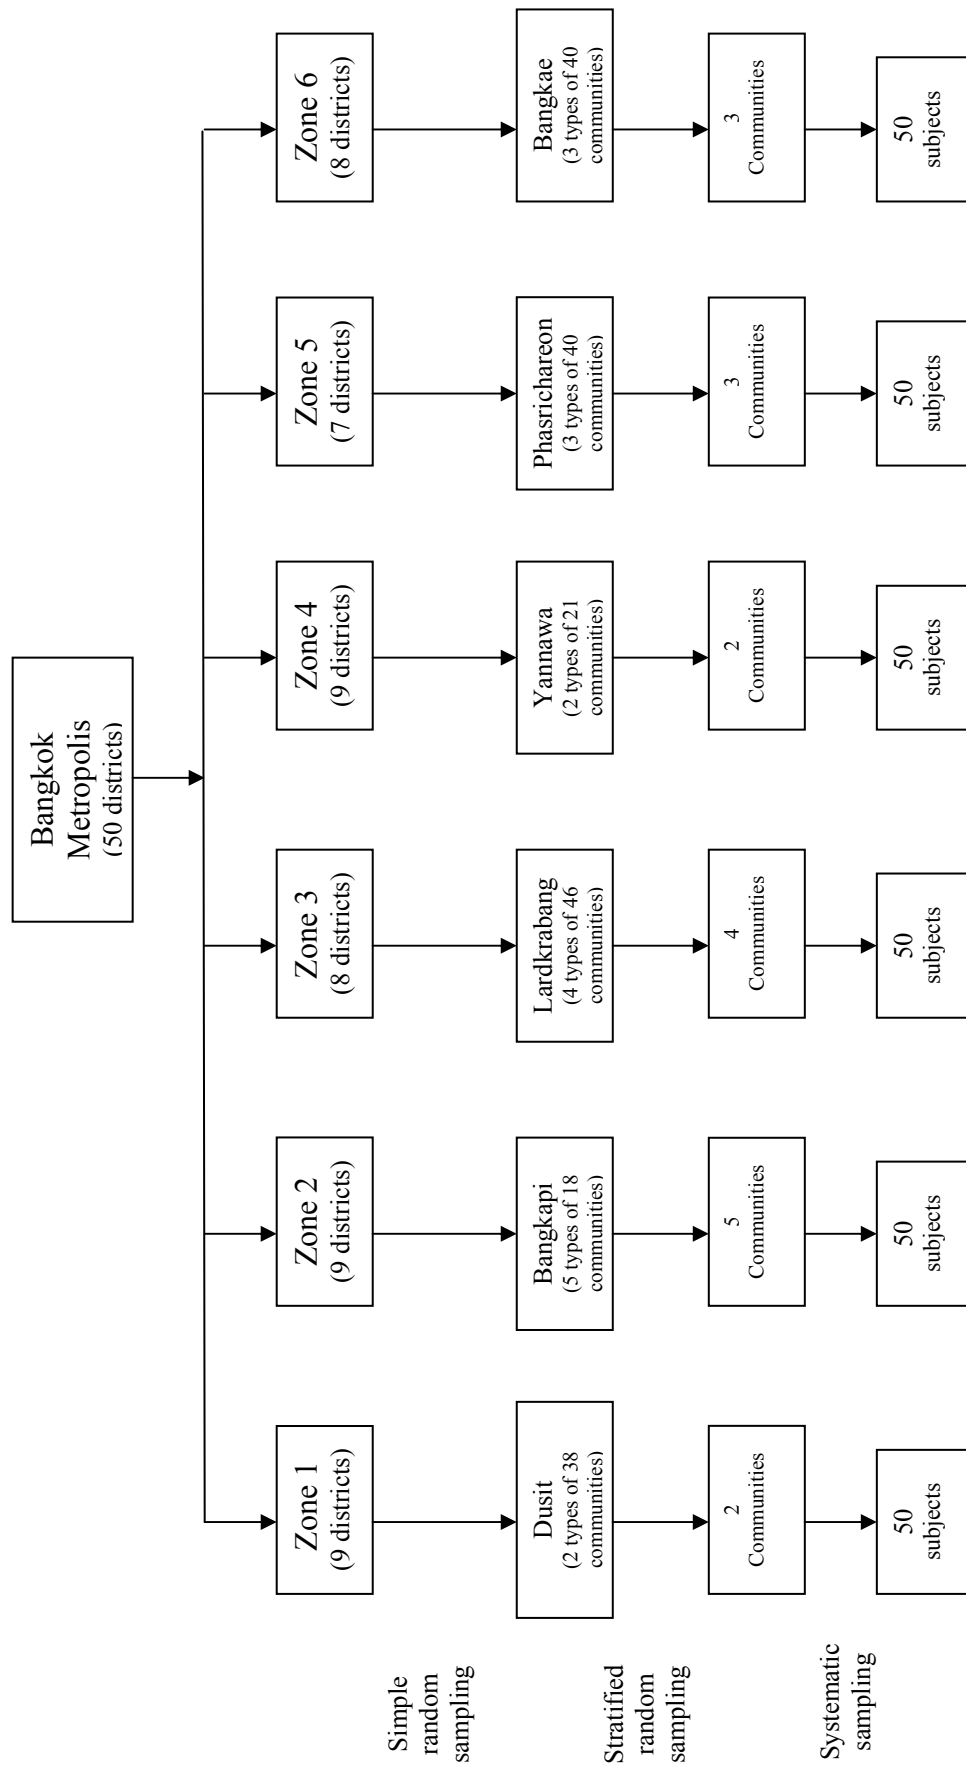 Bangkok
Metropolis
(50 districts)
Zone 1
(9 districts)
Zone 2
(9 districts)
Zone 3
(8 districts)
Zone 4
(9 districts)
Zone 5
(7 districts)
Zone 6
(8 districts)
Simple
random
sampling
Dusit
(2 types of 38
communities)
Bangkapi
(5 types of 18
communities)
Lardkrabang
(4 types of 46
communities)
Yannawa
(2 types of 21
communities)
Phasrichareon
(3 types of 40
communities)
Bangkae
(3 types of 40
communities)
Stratified
random
sampling
2
Communities
5
Communities
4
Communities
2
Communities
3
Communities
3
Communities
Systematic
sampling
50
subjects
50
subjects
50
subjects
50
subjects
50
subjects
50
subjects